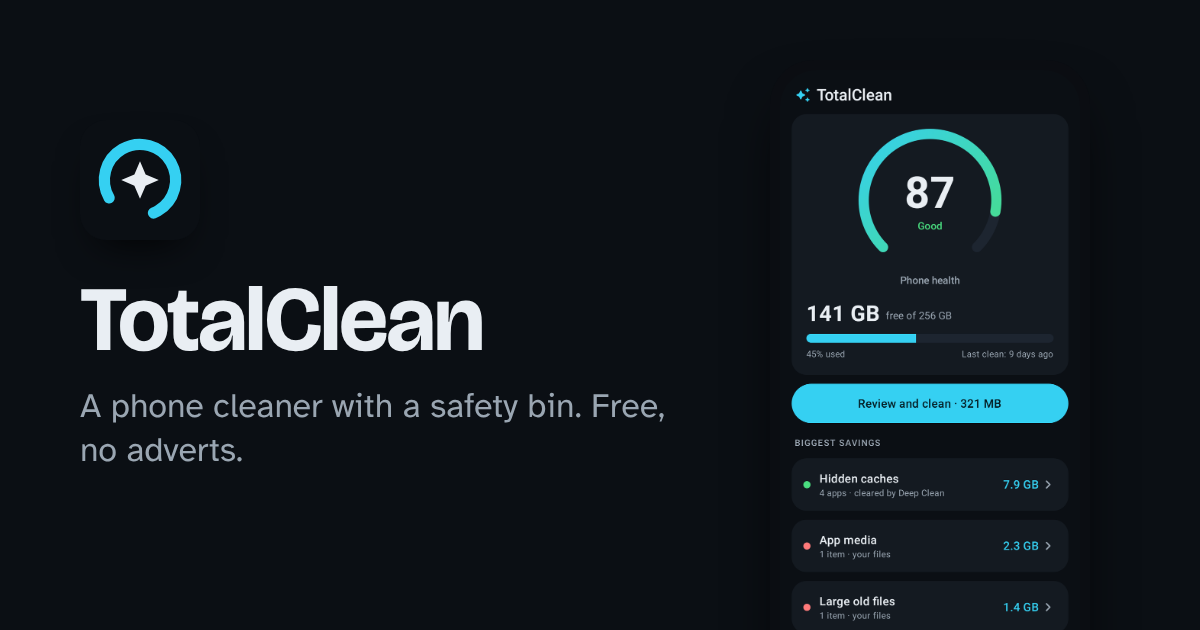 TotalClean
A phone cleaner with a safety bin. Free,
no adverts.
TotalClean
87
Good
Phone health
141 GB free of 256 GB
45% used Last clean: 9 days ago
Review and clean · 321 MB
BIGGEST SAVINGS
Hidden caches
4 apps · cleared by Deep Clean
7.9 GB
App media
1 item · your files
2.3 GB
Large old files
1 item · your files
1.4 GB